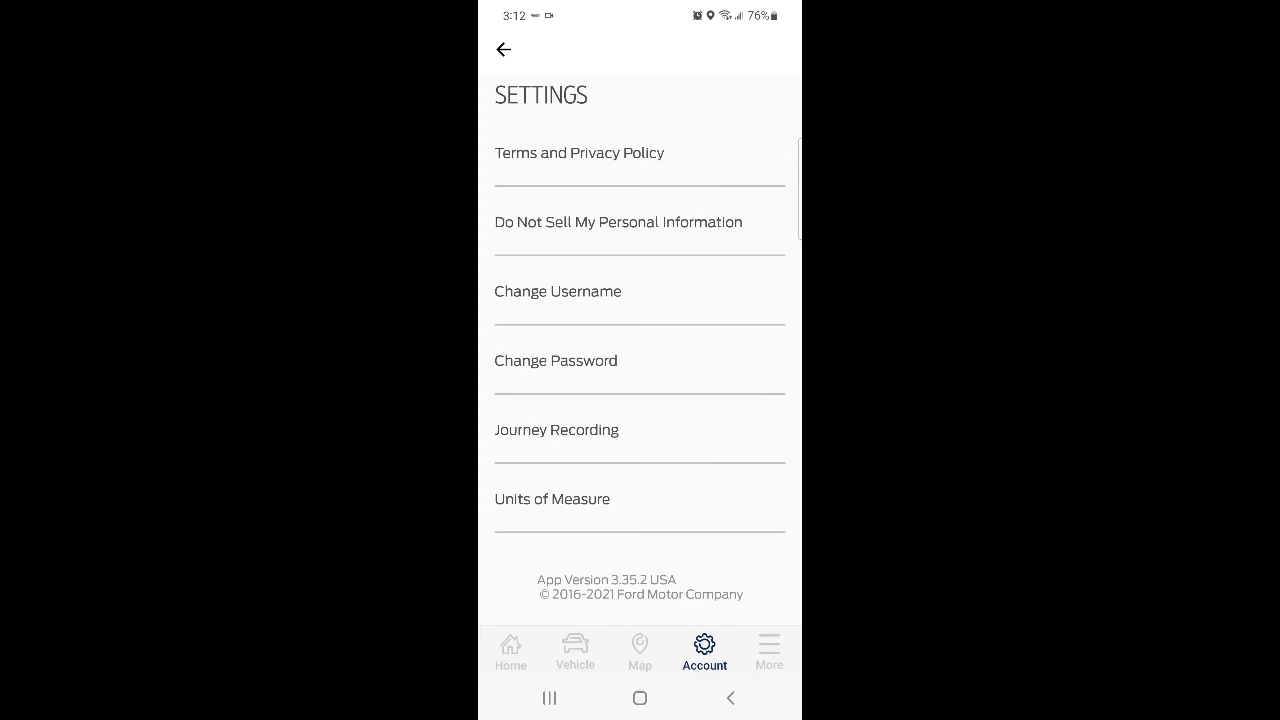 3:12
76%
SETTINGS
Terms and Privacy Policy
Do Not Sell My Personal Information
Change Username
Change Password
Journey Recording
Units of Measure
App Version 3.35.2 USA
© 2016-2021 Ford Motor Company
Home Vehicle Map Account More